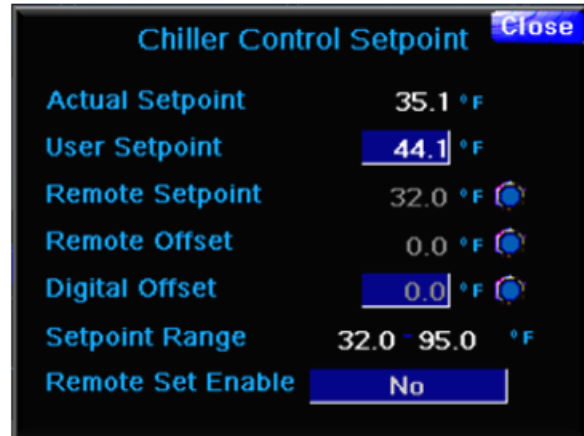 Chiller Control Setpoint Close
Actual Setpoint 35.1 °F
User Setpoint 44.1 °F
Remote Setpoint 32.0 °F
Remote Offset 0.0 °F
Digital Offset 0.0 °F
Setpoint Range 32.0 - 95.0 °F
Remote Set Enable No